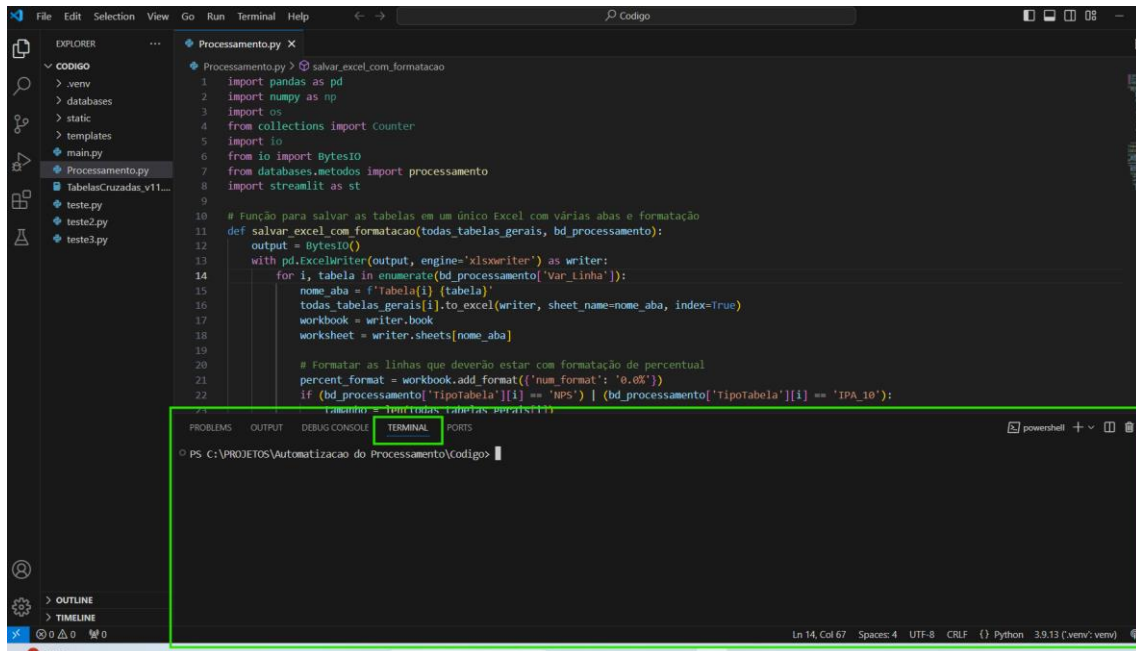 File Edit Selection View Go Run Terminal Help
Codigo
EXPLORER
Processamento.py
CODIGO
Processamento.py > salvar_excel_com_formatacao
.venv
databases
static
templates
main.py
Processamento.py
TabelasCruzadas_v11....
teste.py
teste2.py
teste3.py
1 import pandas as pd
2 import numpy as np
3 import os
4 from collections import Counter
5 import io
6 from io import BytesIO
7 from databases.metodos import processamento
8 import streamlit as st
9
10 # Função para salvar as tabelas em um único Excel com várias abas e formatação
11 def salvar_excel_com_formatacao(todas_tabelas_gerais, bd_processamento):
12 output = BytesIO()
13 with pd.ExcelWriter(output, engine='xlsxwriter') as writer:
14 for i, tabela in enumerate(bd_processamento['Var_Linha']):
15 nome_aba = f'Tabela{i} {tabela}'
16 todas_tabelas_gerais[i].to_excel(writer, sheet_name=nome_aba, index=True)
17 workbook = writer.book
18 worksheet = writer.sheets[nome_aba]
19
20 # Formatar as linhas que deverão estar com formatação de percentual
21 percent_format = workbook.add_format({'num_format': '0.0%'})
22 if (bd_processamento['TipoTabela'][i] == 'NPS') | (bd_processamento['TipoTabela'][i] == 'IPA_10'):
23 tamanho = len(todas_tabelas_gerais[i])
PROBLEMS OUTPUT DEBUG CONSOLE TERMINAL PORTS
powershell
PS C:\PROJETOS\Automatizacao do Processamento\Codigo>
OUTLINE
TIMELINE
0 0 0 Ln 14, Col 67 Spaces: 4 UTF-8 CRLF {} Python 3.9.13 ('.venv': venv)